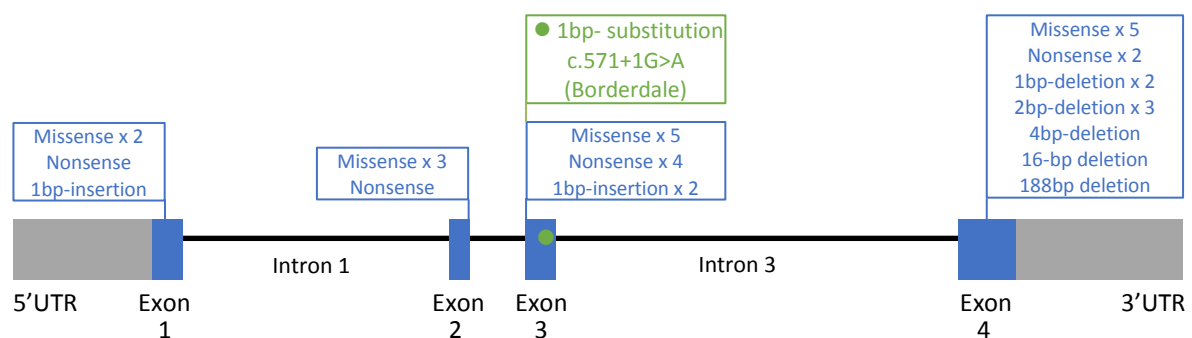 1bp- substitution
c.571+1G>A
(Borderdale)
Missense x 5
Nonsense x 2
1bp-deletion x 2
2bp-deletion x 3
4bp-deletion
16-bp deletion
188bp deletion
Missense x 2
Nonsense
1bp-insertion
Missense x 3
Nonsense
Missense x 5
Nonsense x 4
1bp-insertion x 2
Intron 1
Intron 3
5’UTR
Exon
1
Exon
2
Exon
3
Exon
4
3’UTR